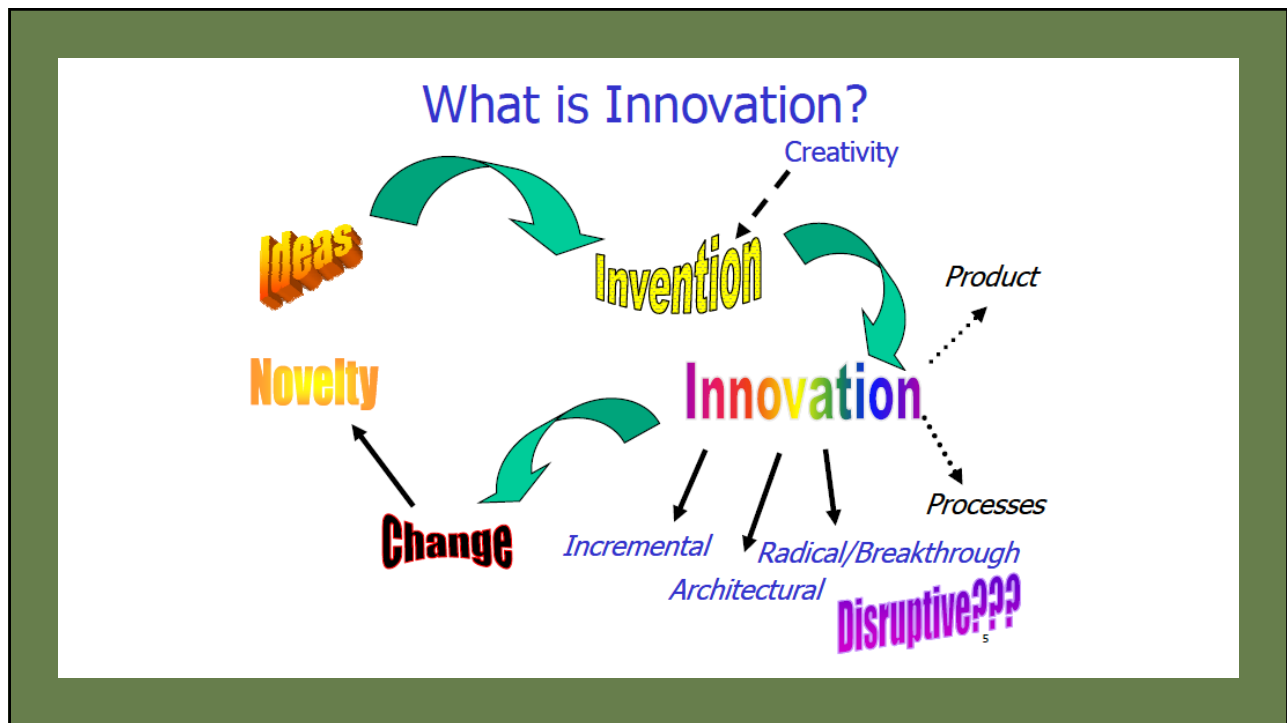 What is Innovation?
Creativity
Ideas
Invention
Product
Novelty
Innovation
Processes
Change
Incremental
Radical/Breakthrough
Architectural
Disruptive???
5